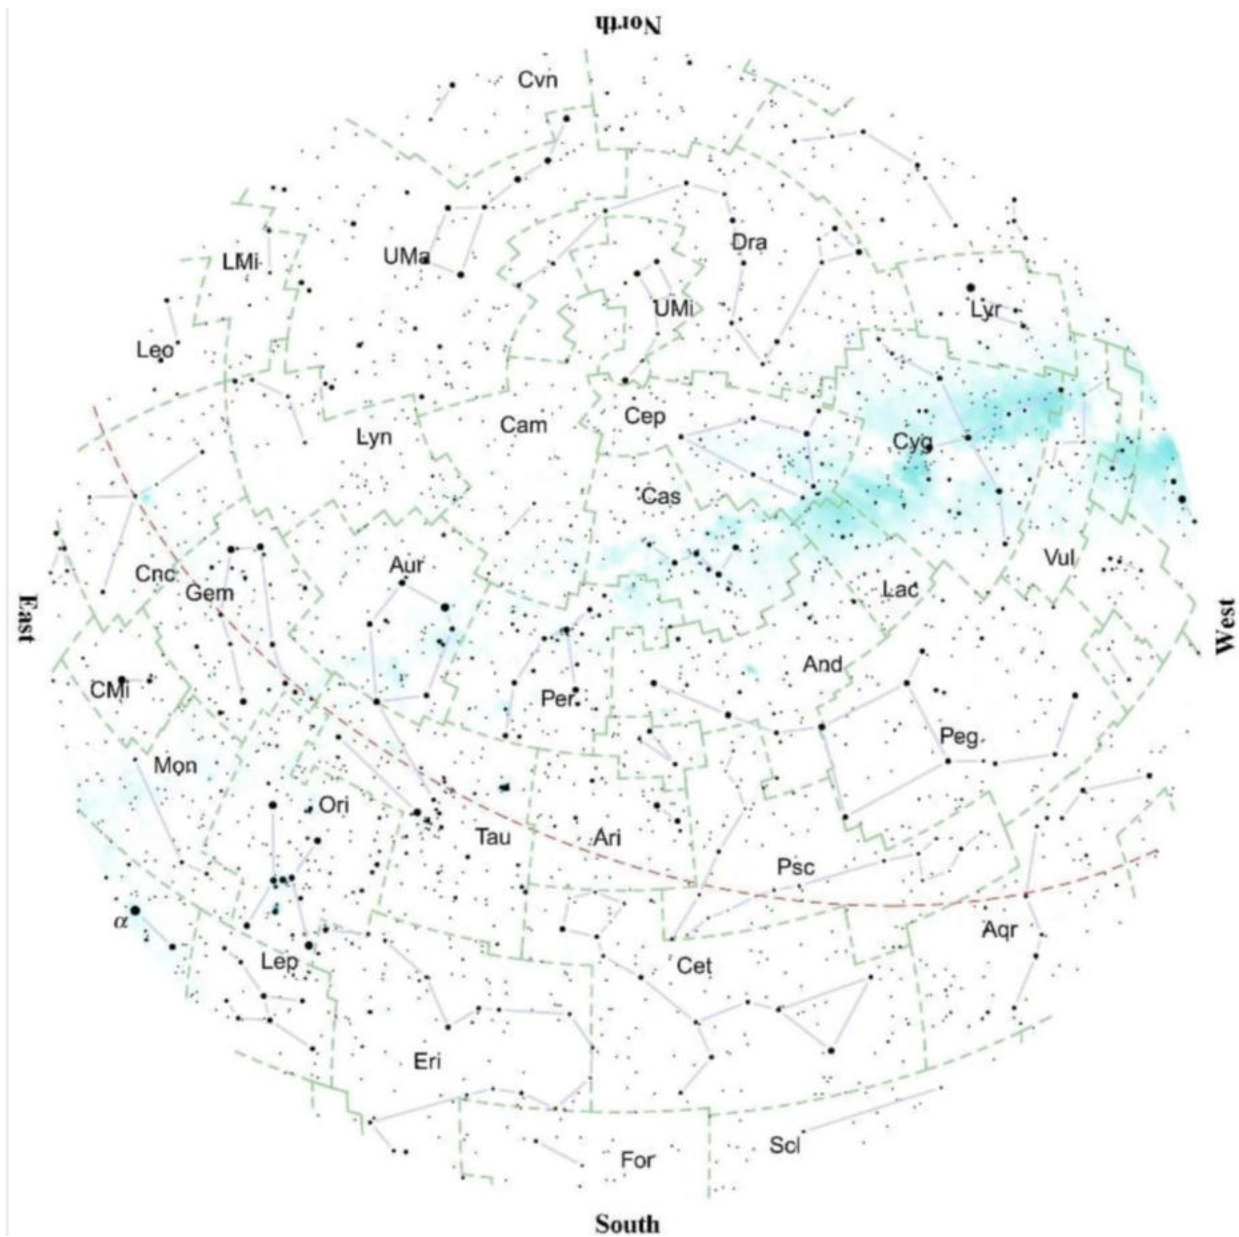 North
Cvn
Dra
LMi
UMa
UMi
Lyr
Leo
Cep
Lyn
Cam
Cyg
Cas
Vul
Aur
Cnc
Gem
Lac
East
West
And
CMi
Per
Peg
Mon
Ori
Tau
Ari
Psc
α
Aqr
Lep
Cet
Eri
Scl
For
South